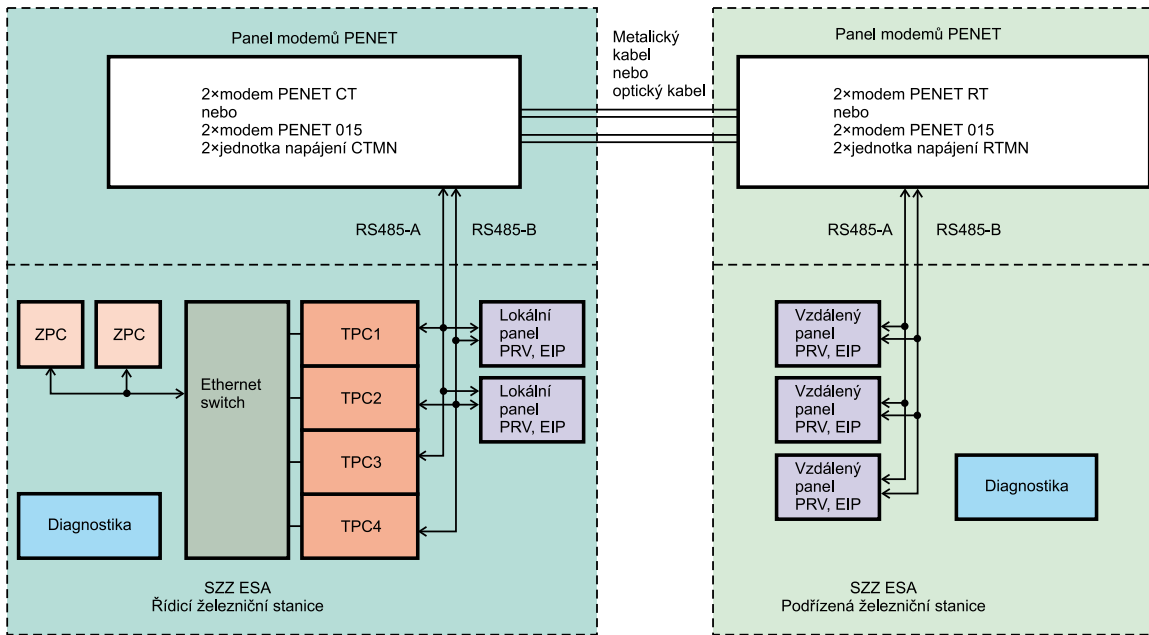 Panel modemů PENET
2×modem PENET CT
nebo
2×modem PENET 015
2×jednotka napájení CTMN
Metalický
kabel
nebo
optický kabel
Panel modemů PENET
2×modem PENET RT
nebo
2×modem PENET 015
2×jednotka napájení RTMN
RS485-A
RS485-B
RS485-A
RS485-B
ZPC
ZPC
Ethernet
switch
TPC1
TPC2
TPC3
TPC4
Lokální
panel
PRV, EIP
Lokální
panel
PRV, EIP
Diagnostika
SZZ ESA
Řídicí železniční stanice
Vzdálený
panel
PRV, EIP
Vzdálený
panel
PRV, EIP
Vzdálený
panel
PRV, EIP
Diagnostika
SZZ ESA
Podřízená železniční stanice